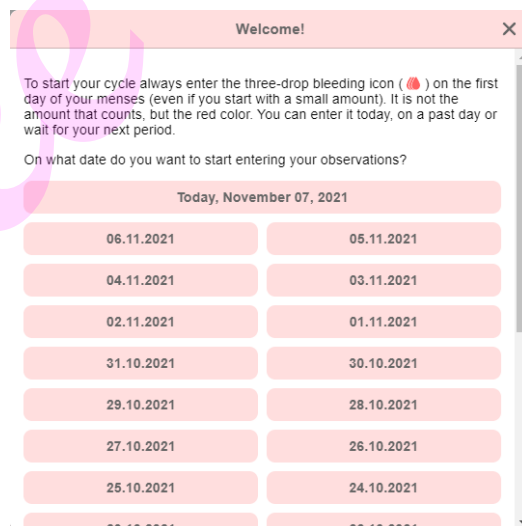 Welcome!
To start your cycle always enter the three-drop bleeding icon ( ) on the first
day of your menses (even if you start with a small amount). It is not the
amount that counts, but the red color. You can enter it today, on a past day or
wait for your next period.
On what date do you want to start entering your observations?
Today, November 07, 2021
06.11.2021 05.11.2021
04.11.2021 03.11.2021
02.11.2021 01.11.2021
31.10.2021 30.10.2021
29.10.2021 28.10.2021
27.10.2021 26.10.2021
25.10.2021 24.10.2021